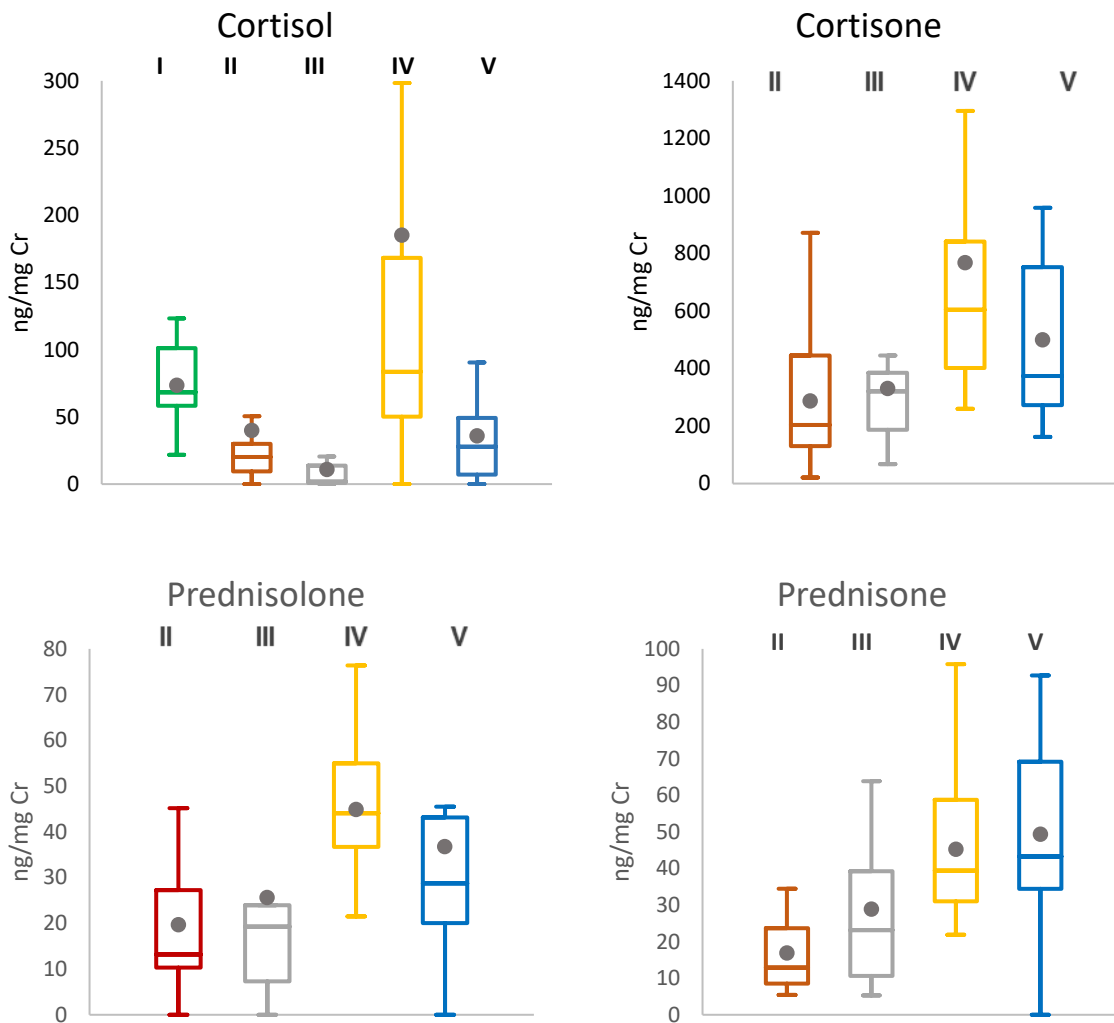 Cortisol
I II III IV V
300
250
200
150
100
50
0
ng/mg Cr
Cortisone
II III IV V
1400
1200
1000
800
600
400
200
0
ng/mg Cr
Prednisolone
II III IV V
80
70
60
50
40
30
20
10
0
ng/mg Cr
Prednisone
II III IV V
100
90
80
70
60
50
40
30
20
10
0
ng/mg Cr